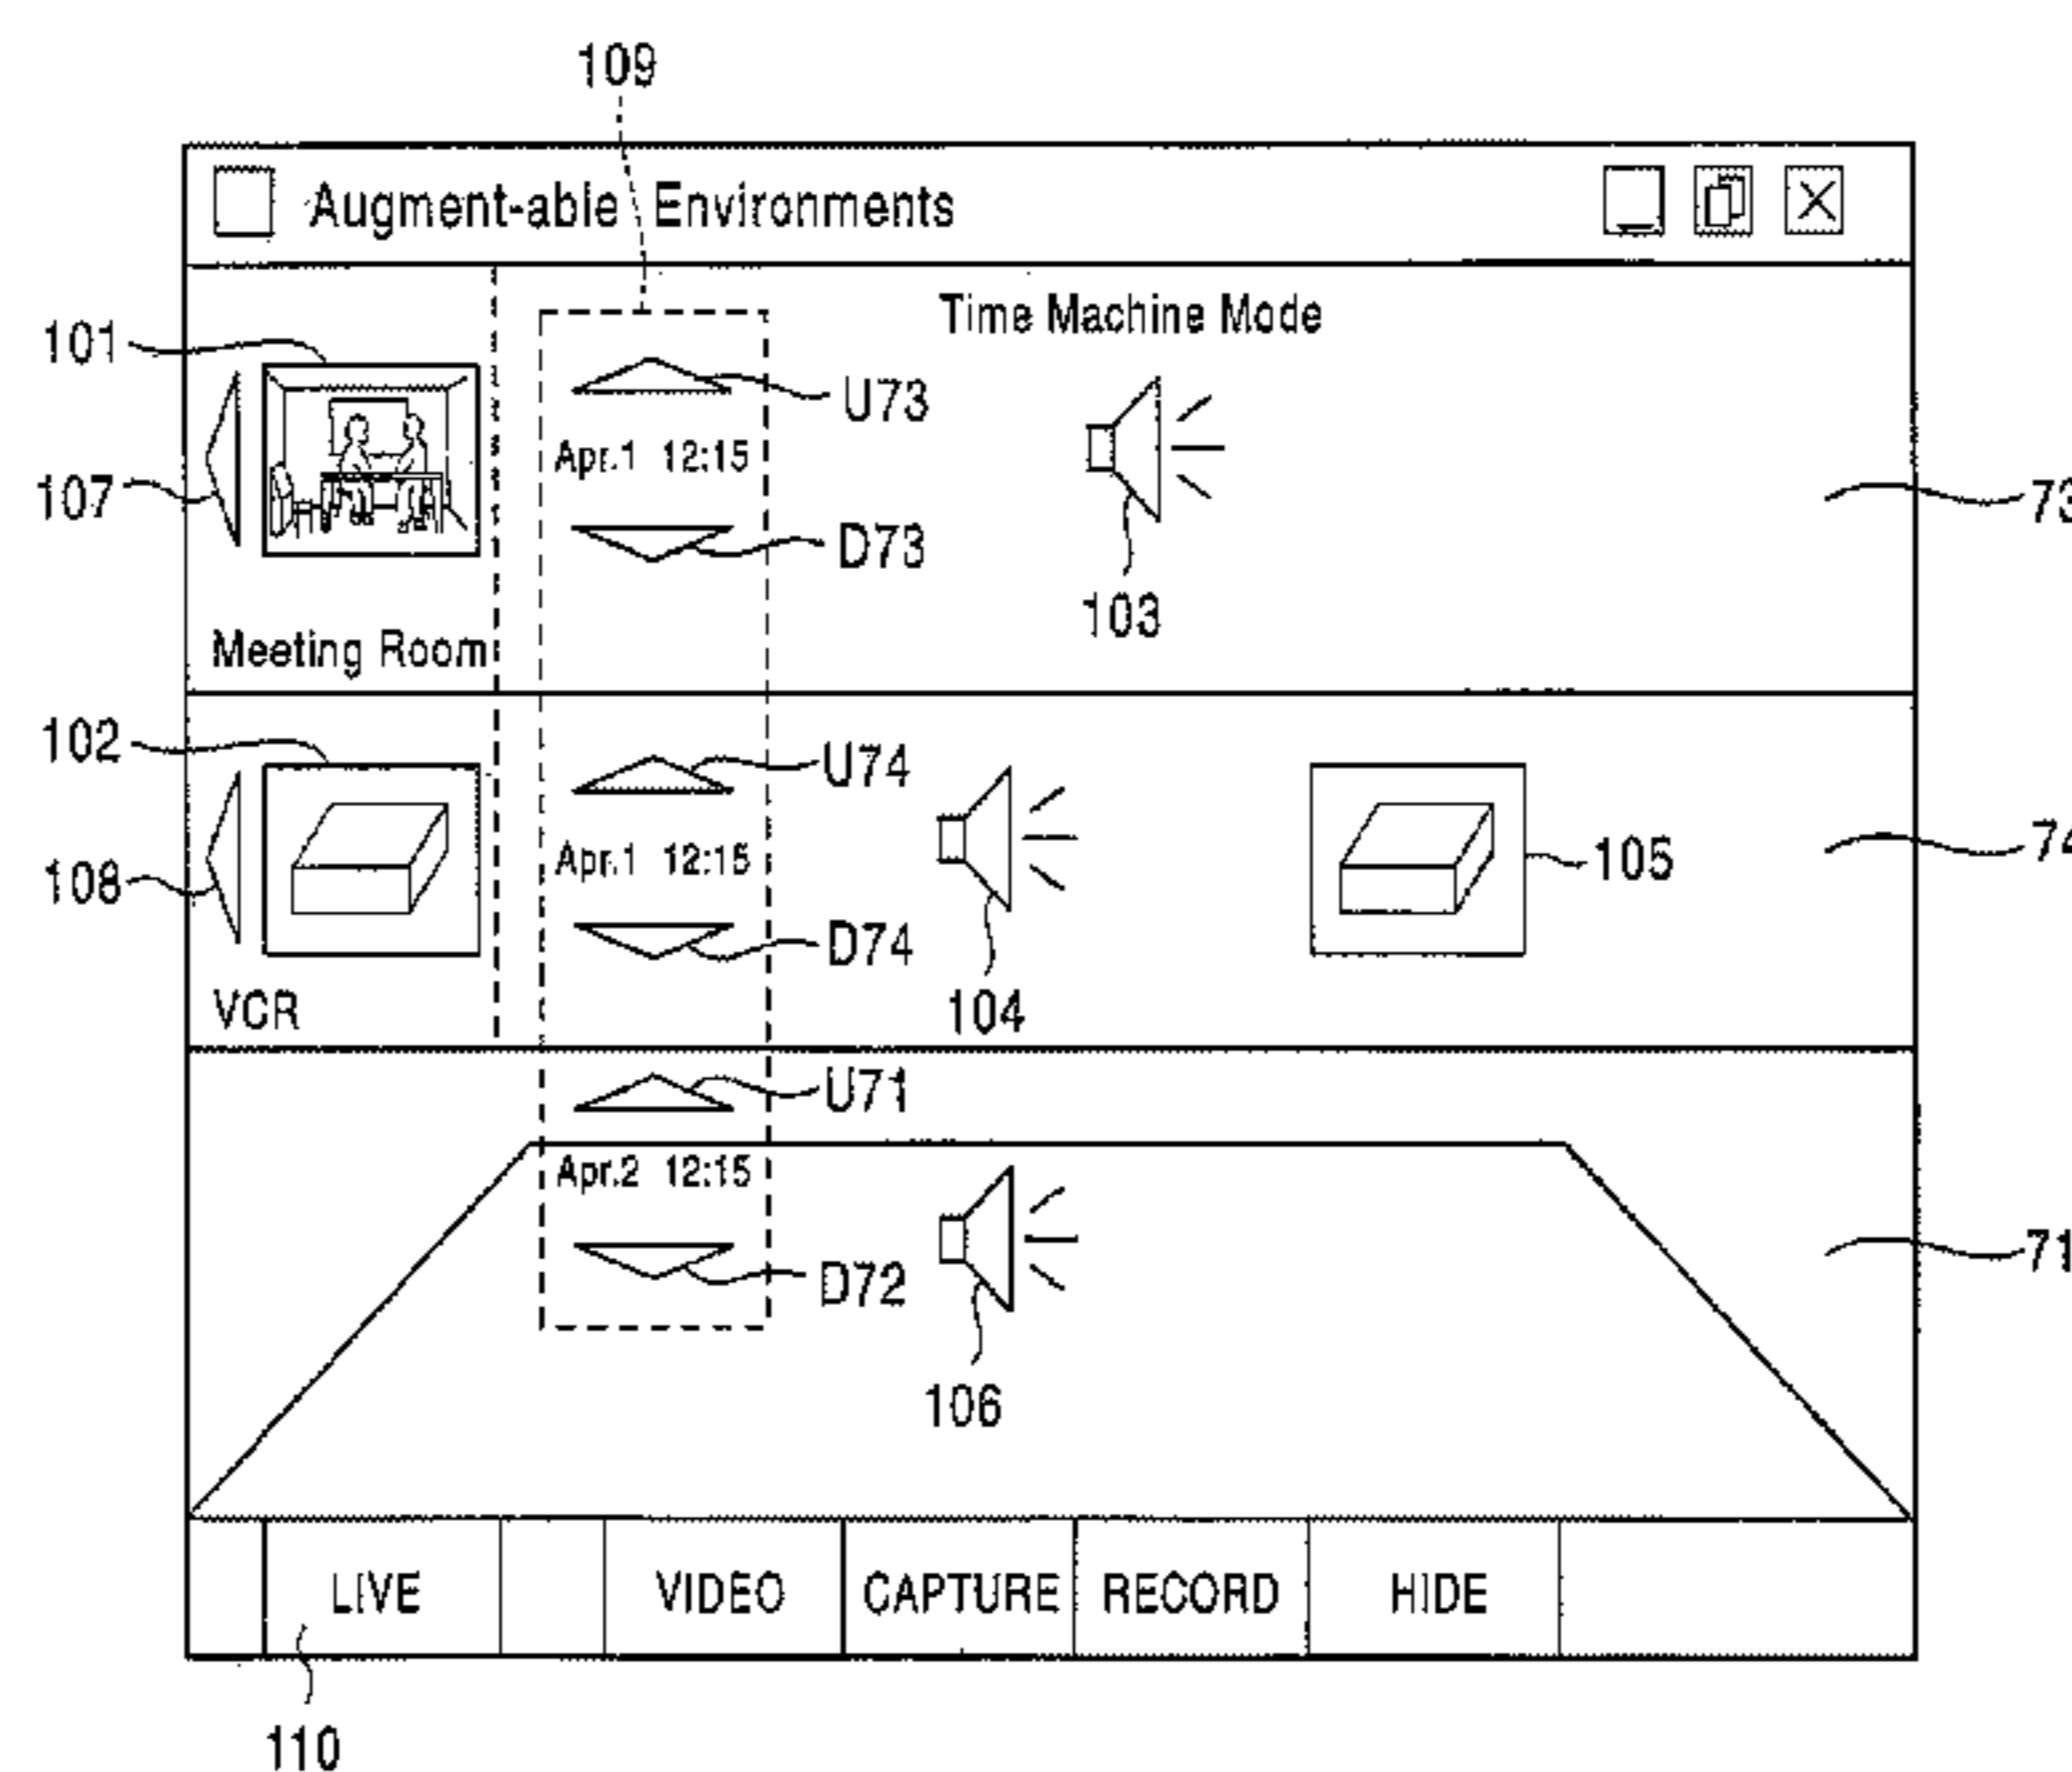 109
Augment-able Environments
Time Machine Mode
101
U73
Apr.1 12:15
107
73
D73
103
Meeting Room
102
U74
Apr.1 12:15
105
74
108
D74
104
VCR
U71
Apr.2 12:15
71
D72
106
LIVE VIDEO CAPTURE RECORD HIDE
110